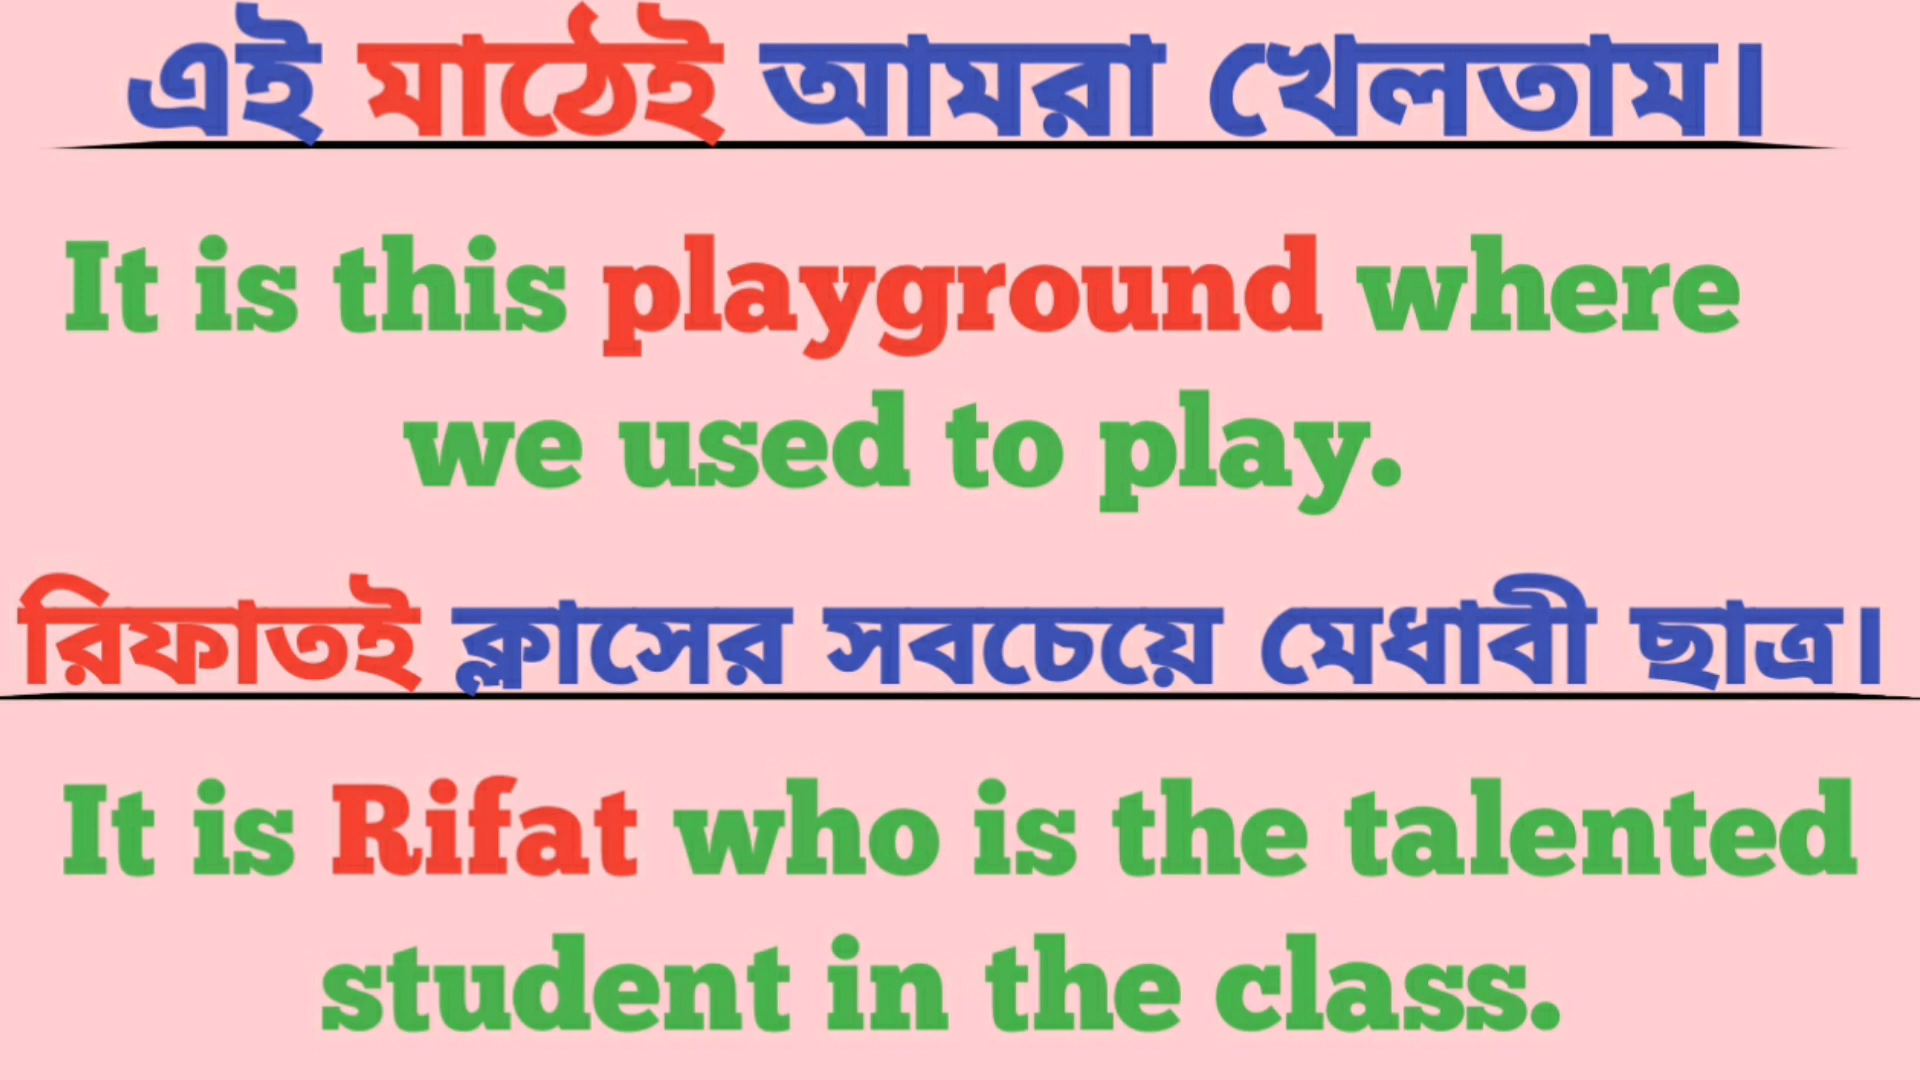 এই মাঠেই আমরা খেলতাম।
It is this playground where
we used to play.
রিফাতই ক্লাসের সবচেয়ে মেধাবী ছাত্র।
It is Rifat who is the talented
student in the class.